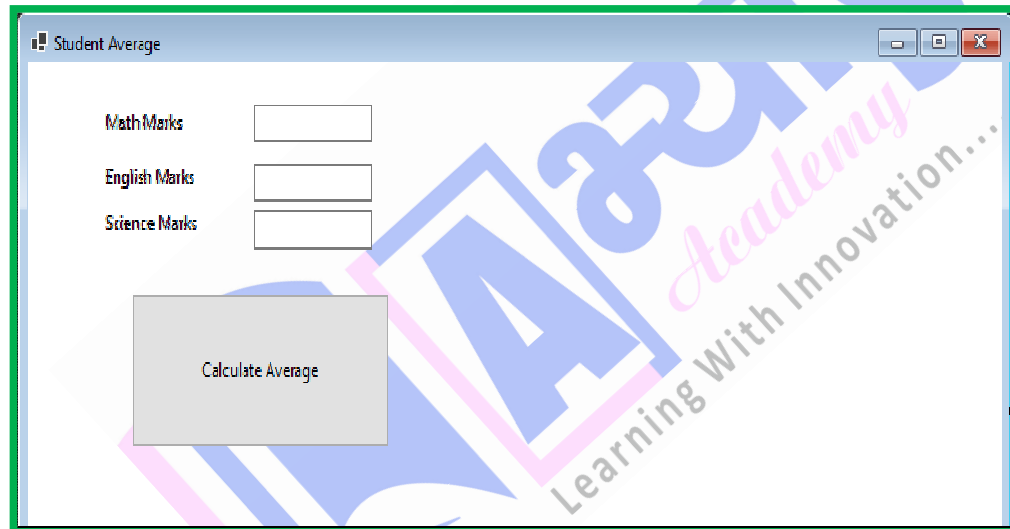 Student Average
Math Marks
English Marks
Science Marks
Calculate Average
Academy
Learning With Innovation...